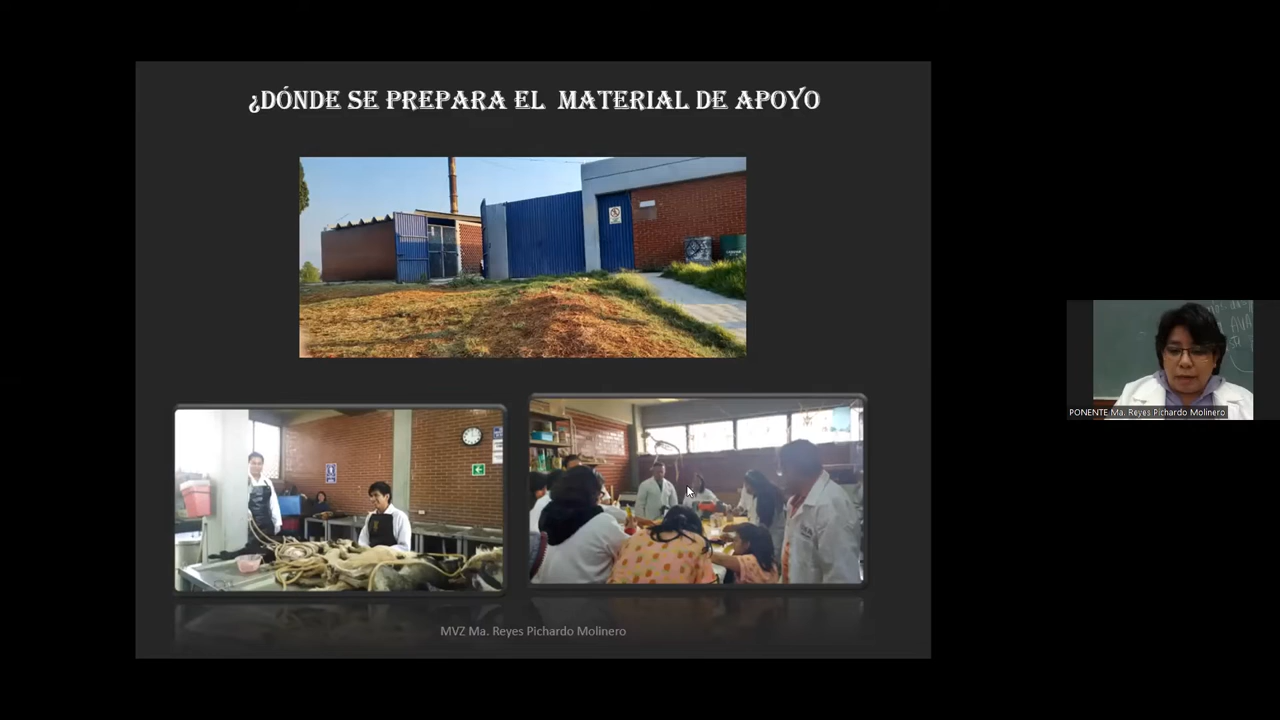 ¿DÓNDE SE PREPARA EL MATERIAL DE APOYO
MVZ Ma. Reyes Pichardo Molinero
PONENTE Ma. Reyes Pichardo Molinero